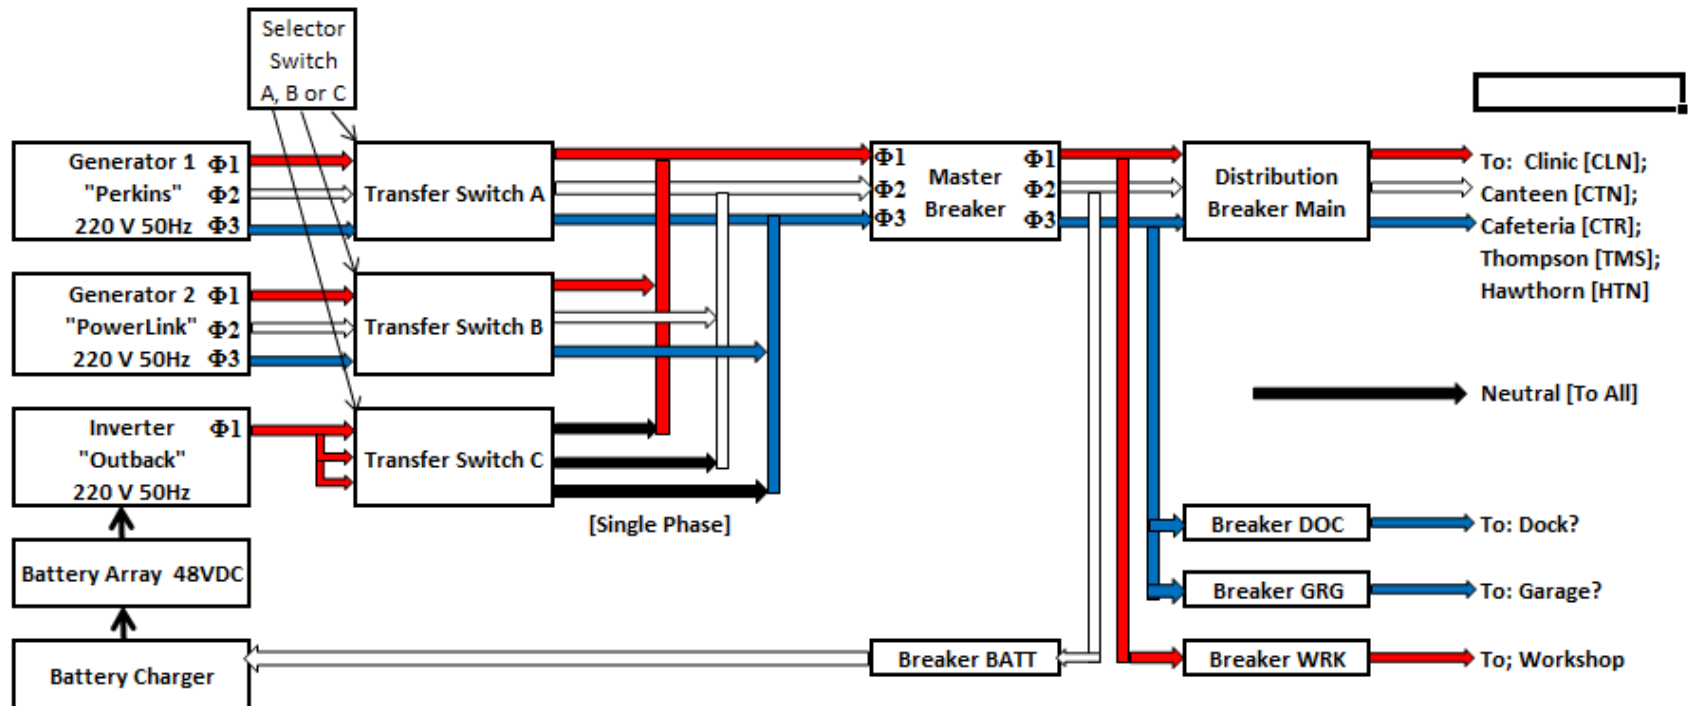 Selector
Switch
A, B or C
Generator 1 Φ1
"Perkins" Φ2
220 V 50Hz Φ3
Transfer Switch A
Φ1 Φ1
Φ2 Master Φ2
Breaker
Φ3 Φ3
Distribution
Breaker Main
To: Clinic [CLN];
Canteen [CTN];
Cafeteria [CTR];
Thompson [TMS];
Hawthorn [HTN]
Generator 2 Φ1
"PowerLink" Φ2
220 V 50Hz Φ3
Transfer Switch B
Neutral [To All]
Inverter Φ1
"Outback"
220 V 50Hz
Transfer Switch C
[Single Phase]
Breaker DOC
To: Dock?
Battery Array 48VDC
Breaker GRG
To: Garage?
Battery Charger
Breaker BATT
Breaker WRK
To; Workshop